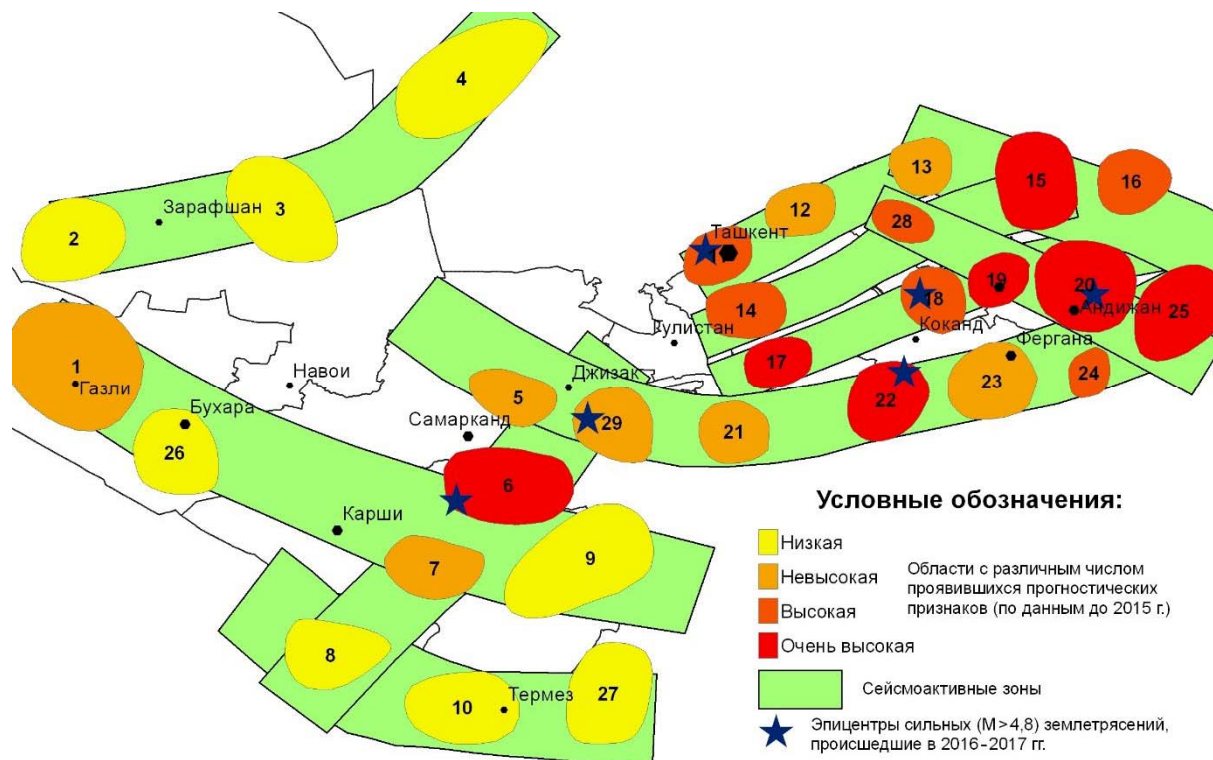 4
13
15
16
Зарафшан
3
12
28
2
Ташкент
1
19
20
18
14
25
Андижан
Гулистан
Коканд
Фергана
1
Газли
Навои
Джизак
17
24
23
5
22
Бухара
Самарканд
29
21
26
6
Карши
9
7
8
10
Термез
27
Условные обозначения:
Низкая
Невысокая
Высокая
Очень высокая
Области с различным числом
проявившихся прогностических
признаков (по данным до 2015 г.)
Сейсмоактивные зоны
Эпицентры сильных (М>4,8) землетрясений,
происшедшие в 2016-2017 гг.